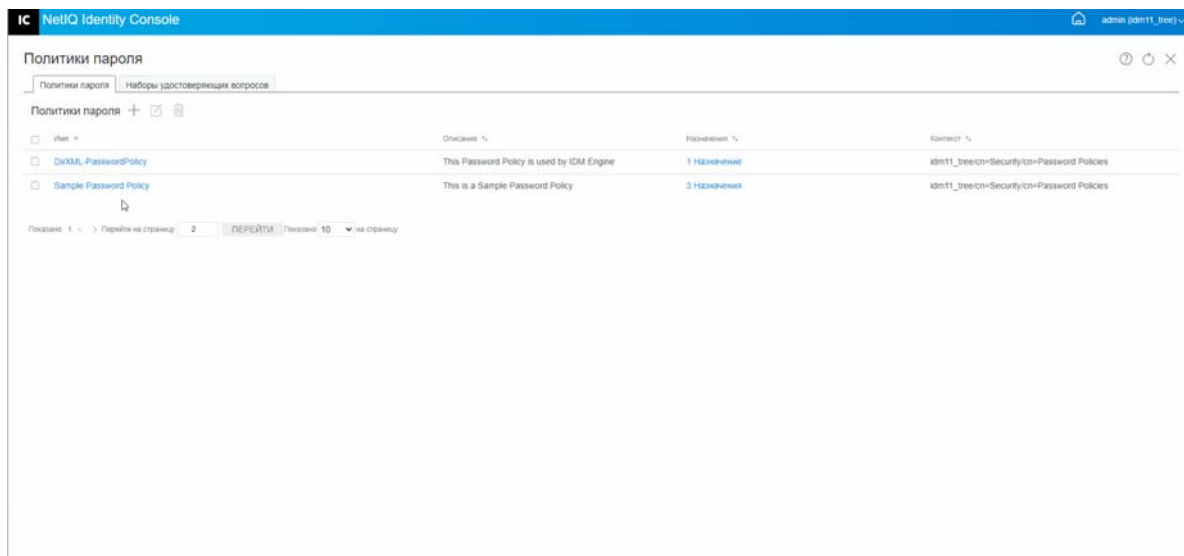 IC NetIQ Identity Console admin (idm11_tree)
Политики пароля
Политики пароля Наборы удостоверяющих вопросов
Политики пароля
Имя Описание Назначения Контекст
DirXML-PasswordPolicy This Password Policy is used by IDM Engine 1 Назначение idm11_tree/cn=Security/cn=Password Policies
Sample Password Policy This is a Sample Password Policy 3 Назначения idm11_tree/cn=Security/cn=Password Policies
Показано 1 < > Перейти на страницу 2 ПЕРЕЙТИ Показано 10 на страницу